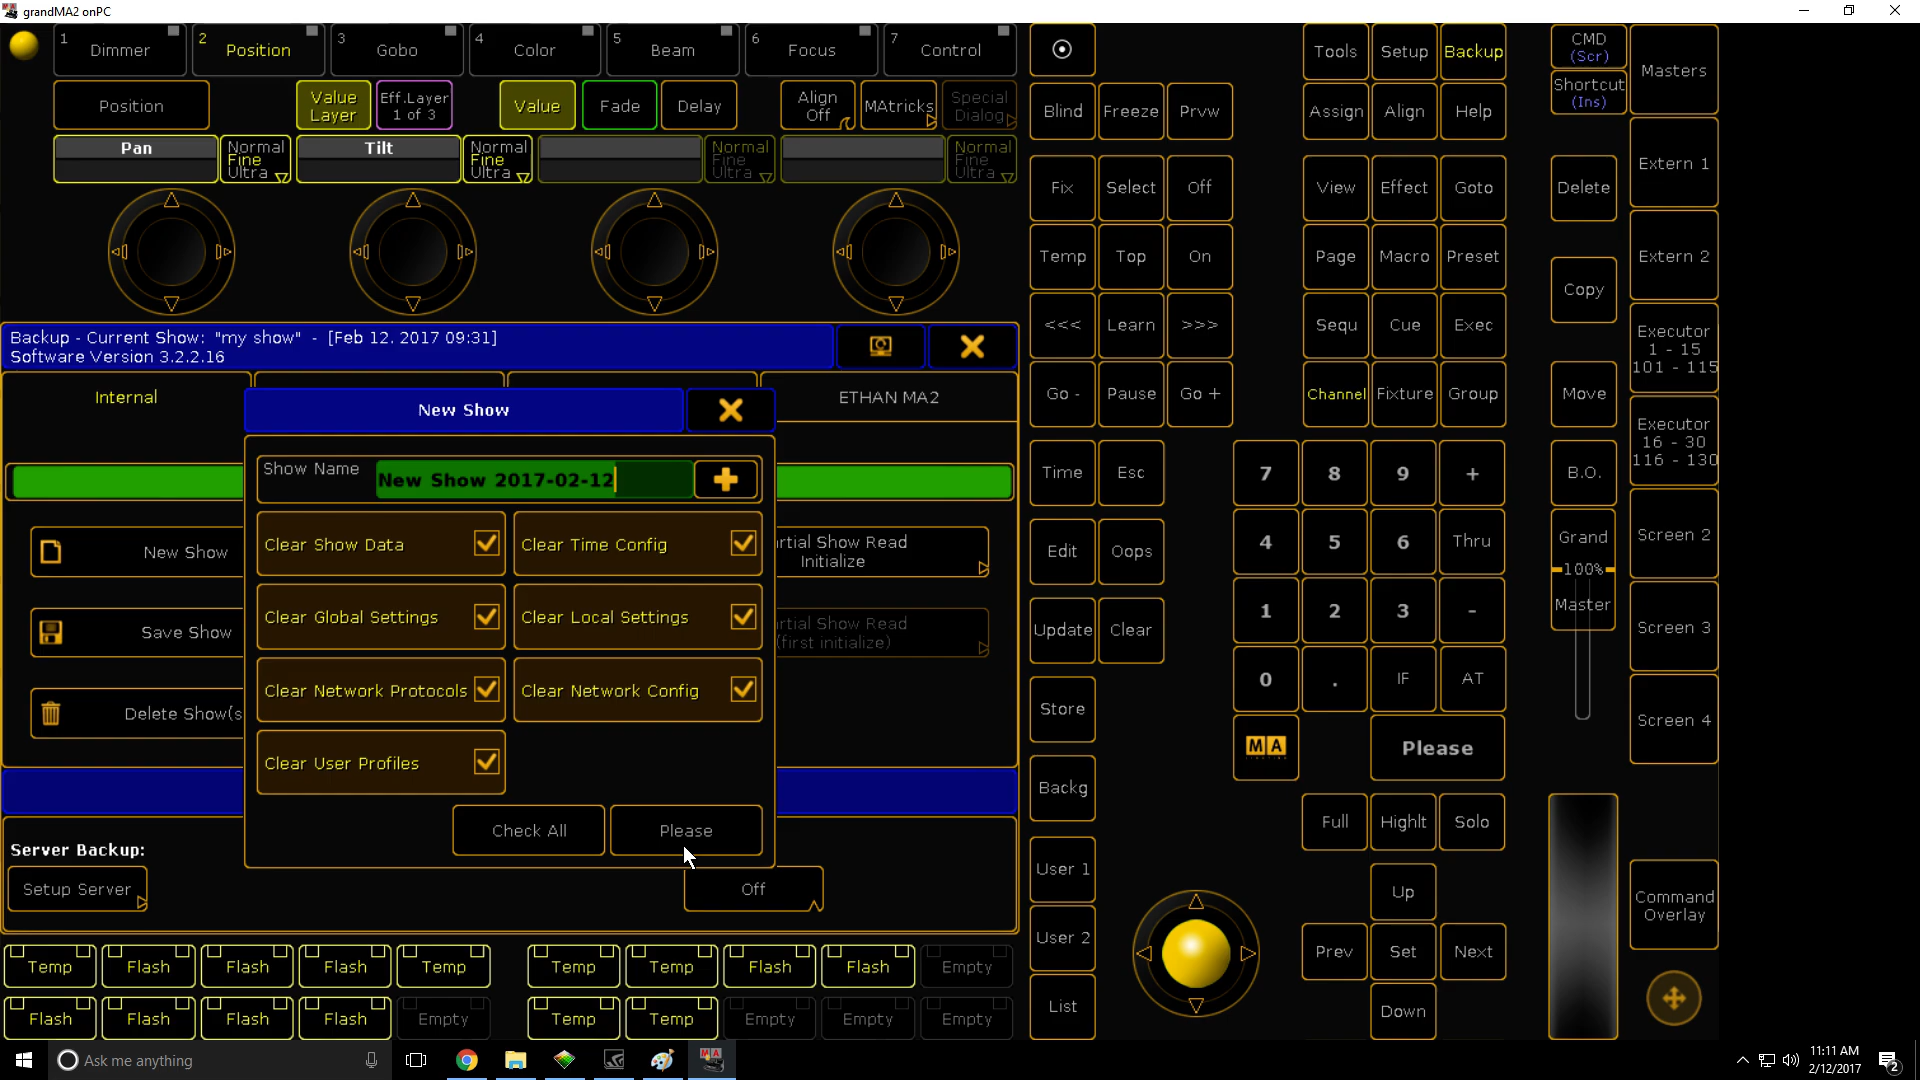 grandMA2 onPC
1 Dimmer
2 Position
3 Gobo
4 Color
5 Beam
6 Focus
7 Control
Position
Value
Layer
Eff.Layer
1 of 3
Value
Fade
Delay
Align
Off
MAtricks
Special
Dialog
Pan
Normal
Fine
Ultra
Tilt
Normal
Fine
Ultra
Normal
Fine
Ultra
Normal
Fine
Ultra
Backup - Current Show: "my show" - [Feb 12. 2017 09:31]
Software Version 3.2.2.16
Internal
ETHAN MA2
New Show
Show Name
New Show 2017-02-12
Clear Show Data
Clear Time Config
Clear Global Settings
Clear Local Settings
Clear Network Protocols
Clear Network Config
Clear User Profiles
Check All
Please
New Show
Save Show
Delete Show(s
rtial Show Read
Initialize
rtial Show Read
(first initialize)
Server Backup:
Setup Server
Off
Temp
Flash
Flash
Flash
Temp
Temp
Temp
Flash
Flash
Empty
Flash
Flash
Flash
Flash
Empty
Temp
Temp
Empty
Empty
Empty
Blind
Freeze
Prvw
Fix
Select
Off
Temp
Top
On
<<<
Learn
>>>
Go -
Pause
Go +
Time
Esc
Edit
Oops
Update
Clear
Store
Backg
User 1
User 2
List
Tools
Setup
Backup
Assign
Align
Help
View
Effect
Goto
Page
Macro
Preset
Sequ
Cue
Exec
Channel
Fixture
Group
7
8
9
+
4
5
6
Thru
1
2
3
-
0
.
IF
AT
MA
Please
Full
Highlt
Solo
Up
Prev
Set
Next
Down
CMD
(Scr)
Shortcut
(Ins)
Delete
Copy
Move
B.O.
Grand
100%
Master
Masters
Extern 1
Extern 2
Executor
1 - 15
101 - 115
Executor
16 - 30
116 - 130
Screen 2
Screen 3
Screen 4
Command
Overlay
Ask me anything
MA
11:11 AM
2/12/2017
2